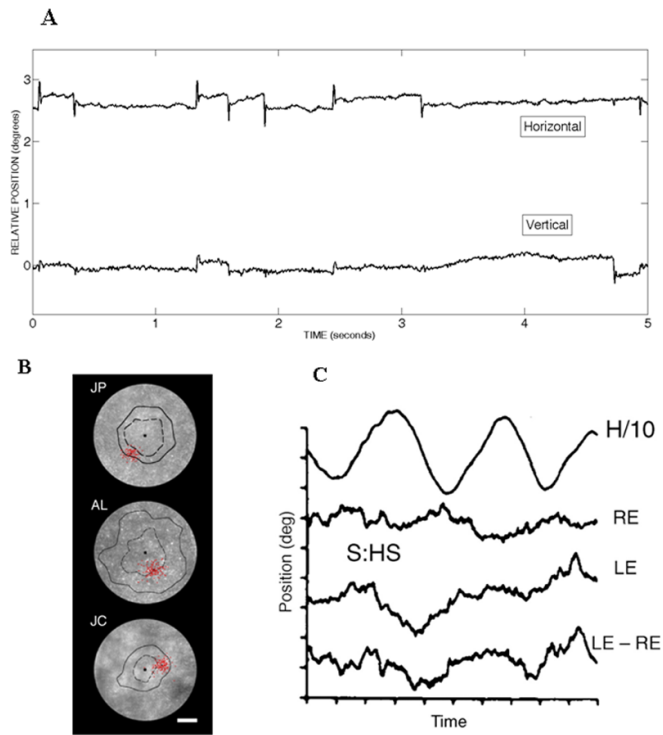 A
RELATIVE POSITION (degrees)
3
2
1
0
Horizontal
Vertical
0 1 2 3 4 5
TIME (seconds)
B
JP
AL
JC
C
H/10
RE
S:HS
LE
LE – RE
Position (deg)
Time